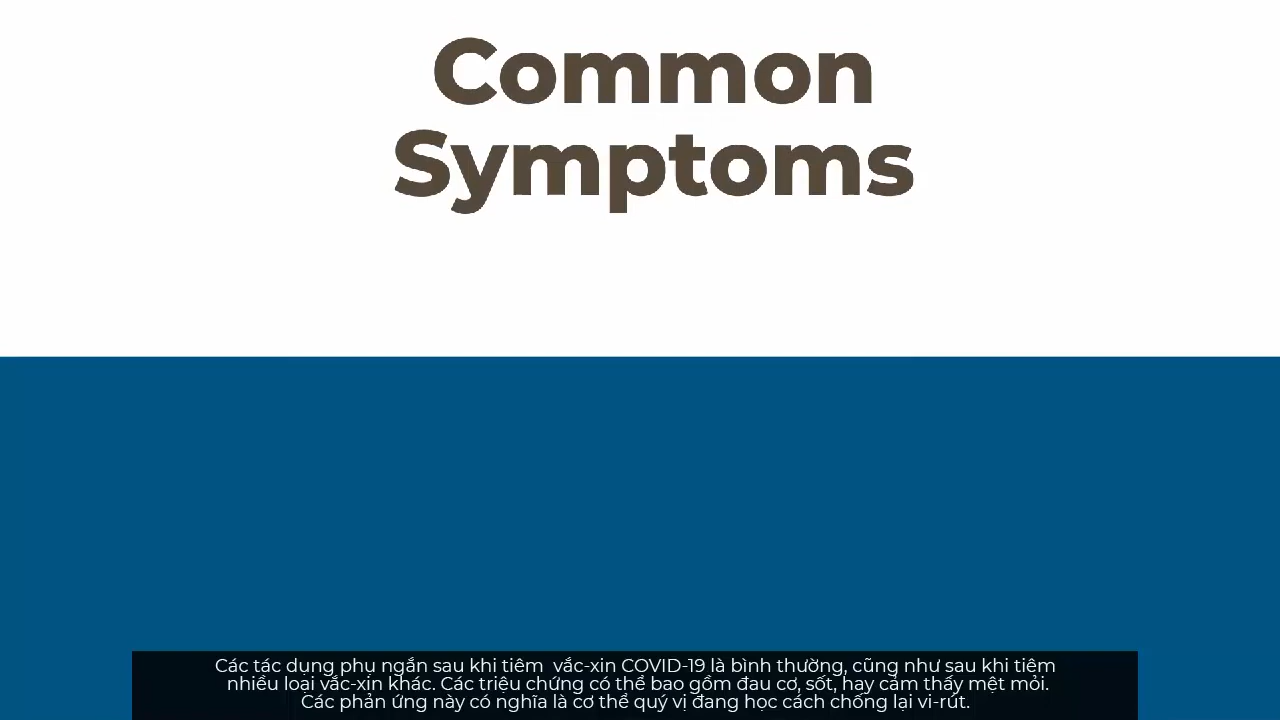 Common
Symptoms
Các tác dụng phụ ngắn sau khi tiêm  vắc-xin COVID-19 là bình thường, cũng như sau khi tiêm
nhiều loại vắc-xin khác. Các triệu chứng có thể bao gồm đau cơ, sốt, hay cảm thấy mệt mỏi.
Các phản ứng này có nghĩa là cơ thể quý vị đang học cách chống lại vi-rút.